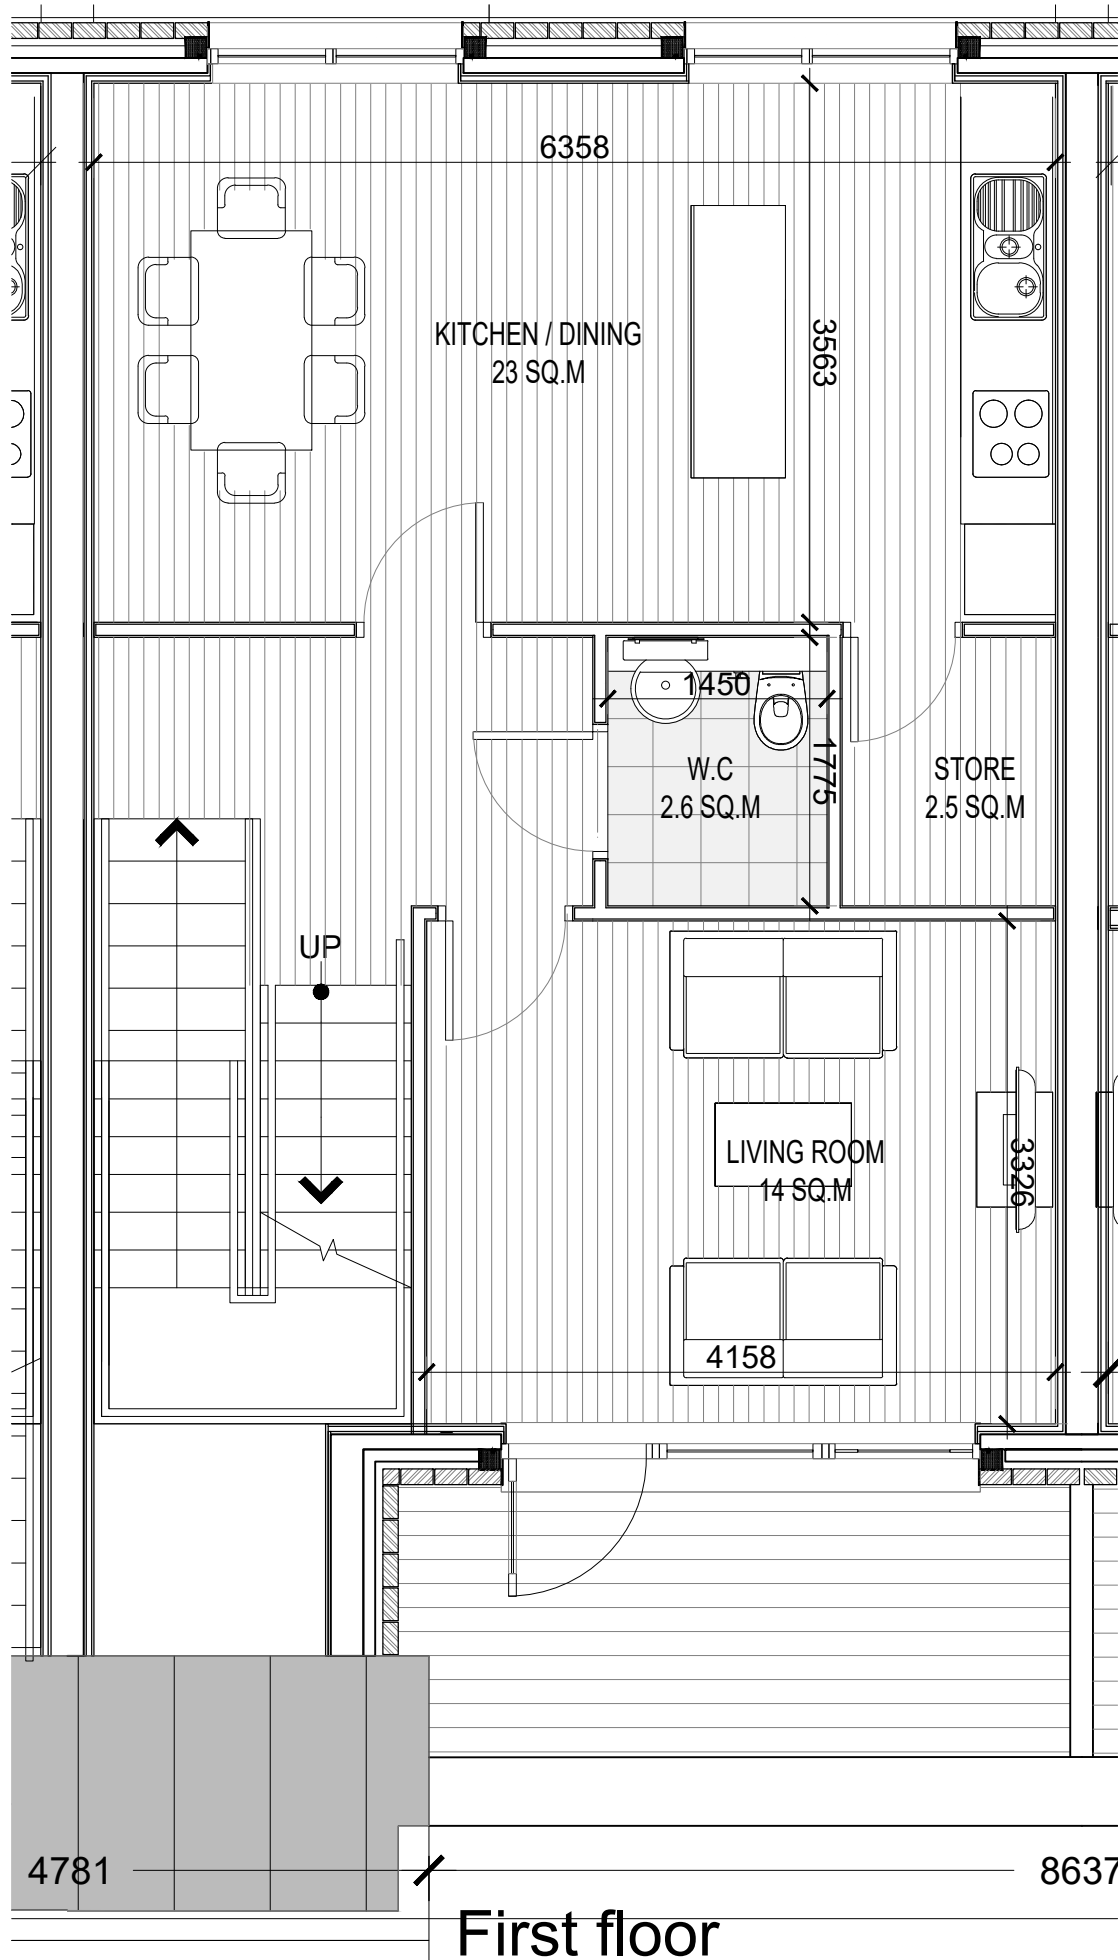 6358
KITCHEN / DINING
23 SQ.M
3563
1450
W.C
2.6 SQ.M
1775
STORE
2.5 SQ.M
UP
LIVING ROOM
14 SQ.M
3326
4158
4781
8637
First floor